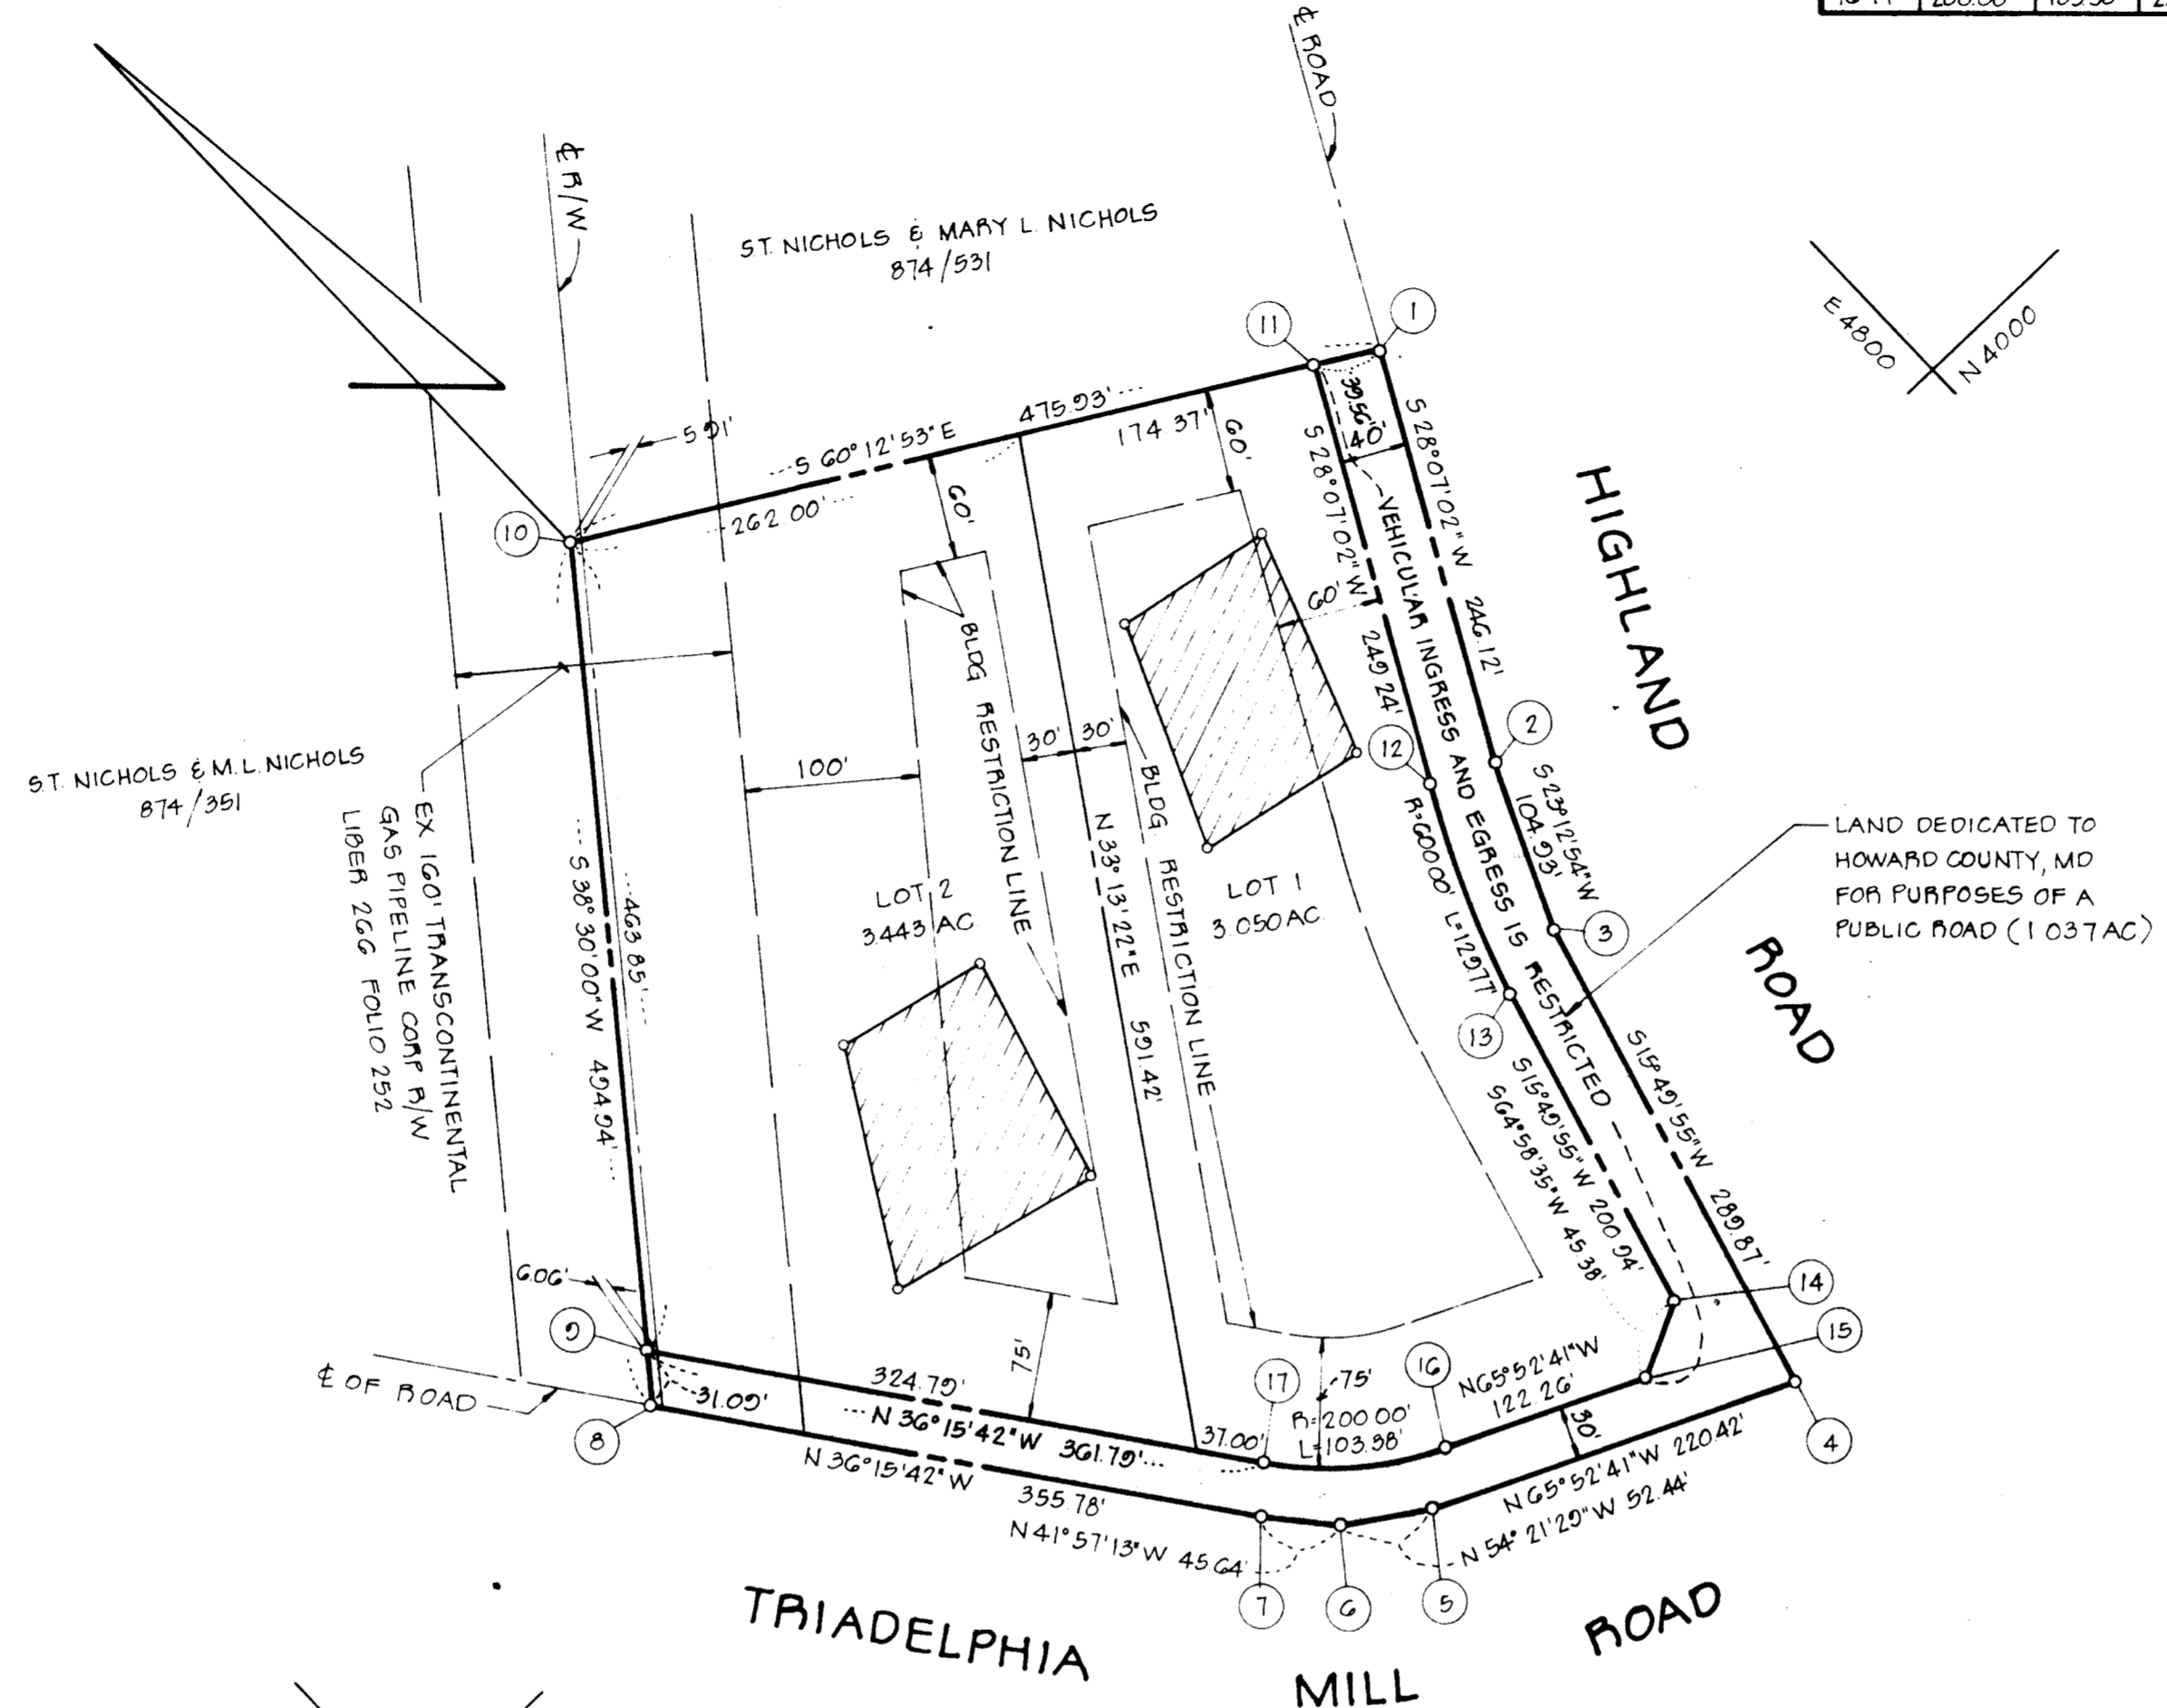 ℄ ROAD
℄ R/W
S.T. NICHOLS & MARY L. NICHOLS
874/531
11
1
E 4800
N 4000
475.93'
174.37'
39.56'
40'
5.91'
S 60°12'53"E
262.00'
60'
60'
10
S 28°07'02"W 246.12'
S 28°07'02"W 249.24'
60'
VEHICULAR INGRESS AND EGRESS IS RESTRICTED
HIGHLAND
ROAD
2
12
S 23°12'54"W
104.93'
R=600.00' L=129.77'
3
13
BLDG RESTRICTION LINE
30' 30'
100'
BLDG. RESTRICTION LINE
N 33°13'22"E 591.42'
S.T. NICHOLS & M.L. NICHOLS
874/351
EX 160' TRANSCONTINENTAL
GAS PIPELINE CORP R/W
LIBER 266 FOLIO 252
S 38°30'00"W 494.94'
463.85'
LOT 2
3.443 AC
LOT 1
3.050 AC.
LAND DEDICATED TO
HOWARD COUNTY, MD
FOR PURPOSES OF A
PUBLIC ROAD (1.037 AC)
S 15°49'55"W 289.87'
S 15°49'55"W 200.94'
S 64°58'35"W 45.38'
14
15
6.06'
9
℄ OF ROAD
31.09'
8
324.79'
N 36°15'42"W 361.79'
75'
37.00'
17
75'
R=200.00'
L=103.38'
16
N 65°52'41"W
122.26'
30'
4
N 36°15'42"W
355.78'
N 41°57'13"W 45.64'
N 65°52'41"W 220.42'
N 54°21'29"W 52.44'
7
6
5
TRIADELPHIA
MILL
ROAD